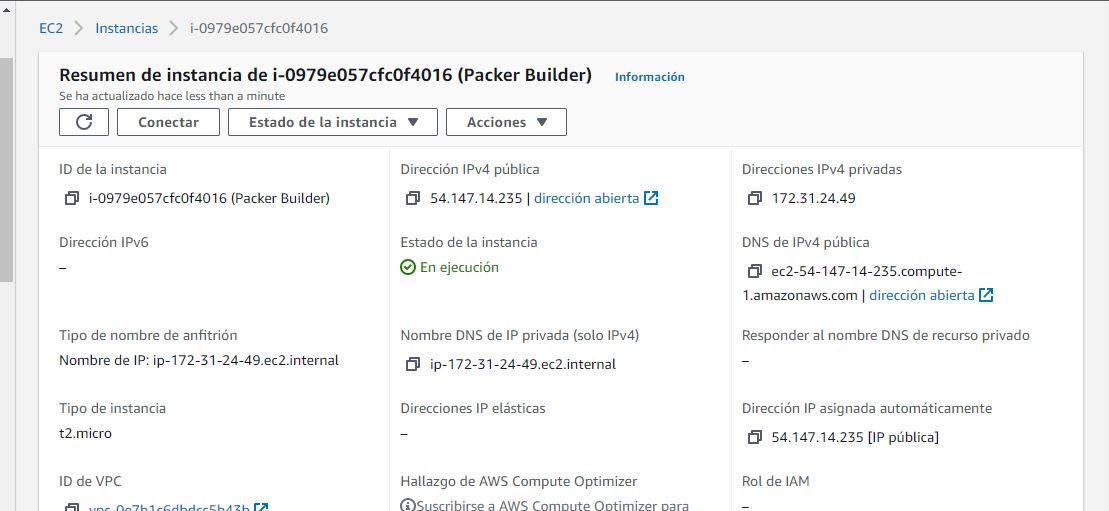 EC2 > Instancias > i-0979e057cfc0f4016
Resumen de instancia de i-0979e057cfc0f4016 (Packer Builder) Información
Se ha actualizado hace less than a minute
Conectar Estado de la instancia Acciones
ID de la instancia
i-0979e057cfc0f4016 (Packer Builder)
Dirección IPv4 pública
54.147.14.235 | dirección abierta
Direcciones IPv4 privadas
172.31.24.49
Dirección IPv6
–
Estado de la instancia
En ejecución
DNS de IPv4 pública
ec2-54-147-14-235.compute-
1.amazonaws.com | dirección abierta
Tipo de nombre de anfitrión
Nombre de IP: ip-172-31-24-49.ec2.internal
Nombre DNS de IP privada (solo IPv4)
ip-172-31-24-49.ec2.internal
Responder al nombre DNS de recurso privado
–
Tipo de instancia
t2.micro
Direcciones IP elásticas
–
Dirección IP asignada automáticamente
54.147.14.235 [IP pública]
ID de VPC
vpc-0e7b1c6dbdcc5b43b
Hallazgo de AWS Compute Optimizer
Suscribirse a AWS Compute Optimizer para
Rol de IAM
–